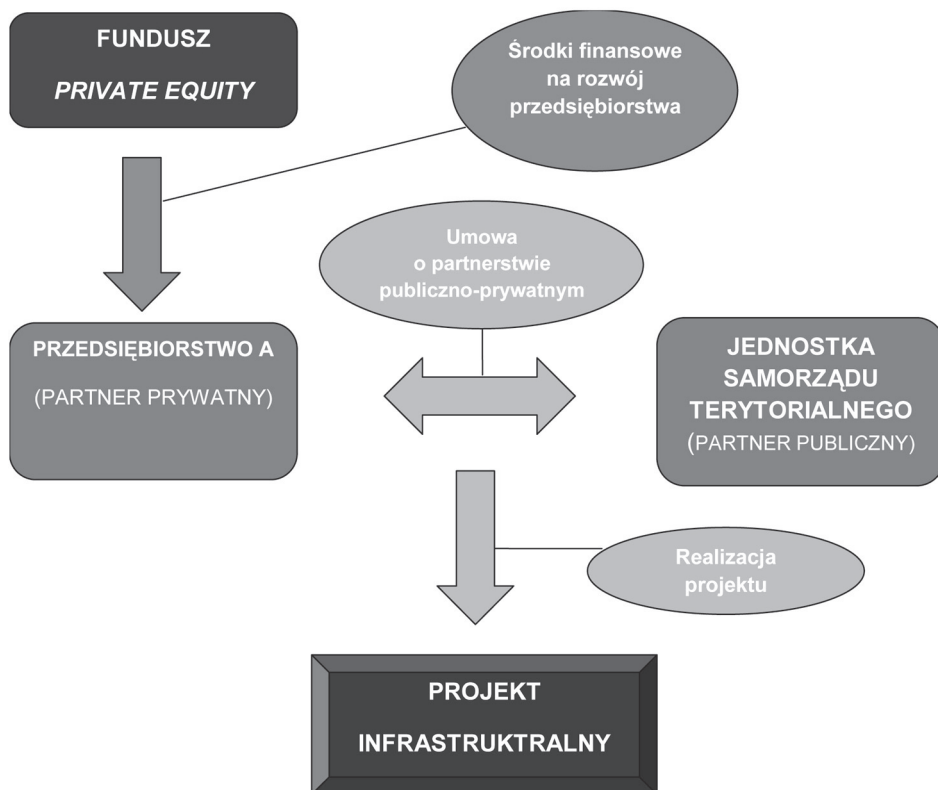 FUNDUSZ
PRIVATE EQUITY
Środki finansowe
na rozwój
przedsiębiorstwa
Umowa
o partnerstwie
publiczno-prywatnym
PRZEDSIĘBIORSTWO A
(PARTNER PRYWATNY)
JEDNOSTKA
SAMORZĄDU
TERYTORIALNEGO
(PARTNER PUBLICZNY)
Realizacja
projektu
PROJEKT
INFRASTRUKTRALNY